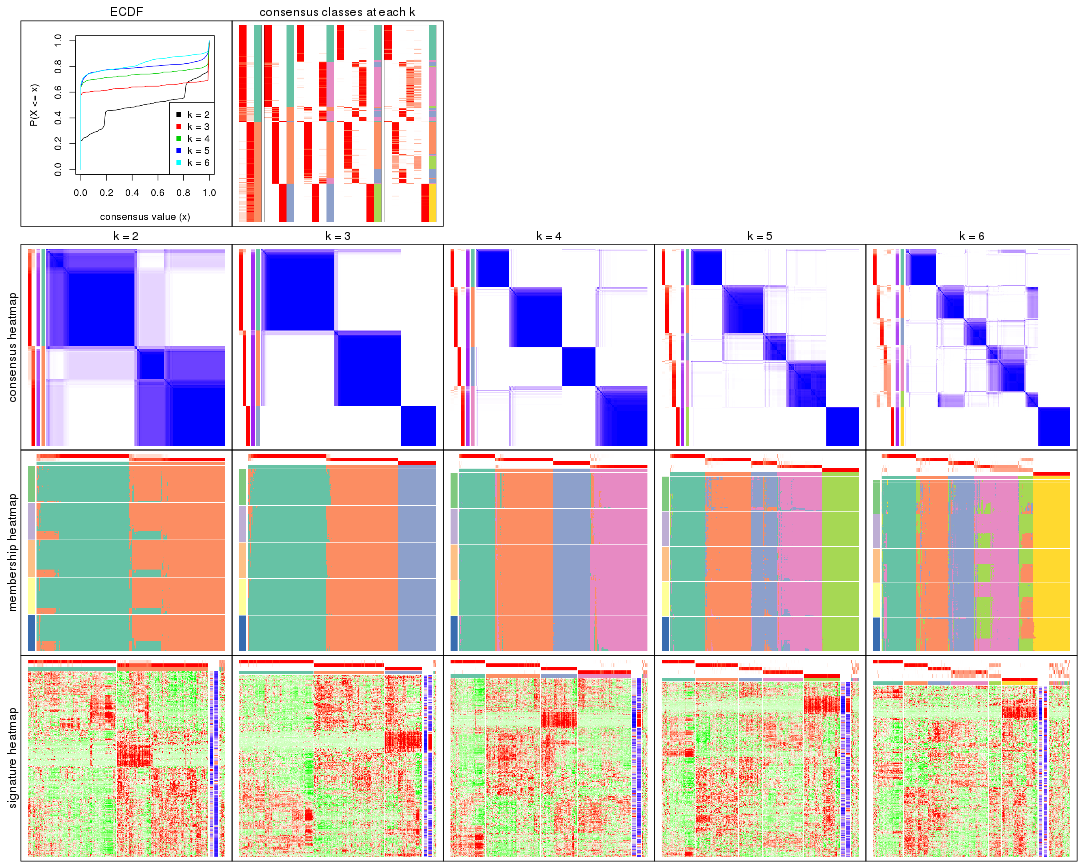 ECDF
consensus classes at each k
P(X <= x)
0.0 0.2 0.4 0.6 0.8 1.0
k = 2
k = 3
k = 4
k = 5
k = 6
0.0 0.2 0.4 0.6 0.8 1.0
consensus value (x)
k = 2 k = 3 k = 4 k = 5 k = 6
consensus heatmap
membership heatmap
signature heatmap